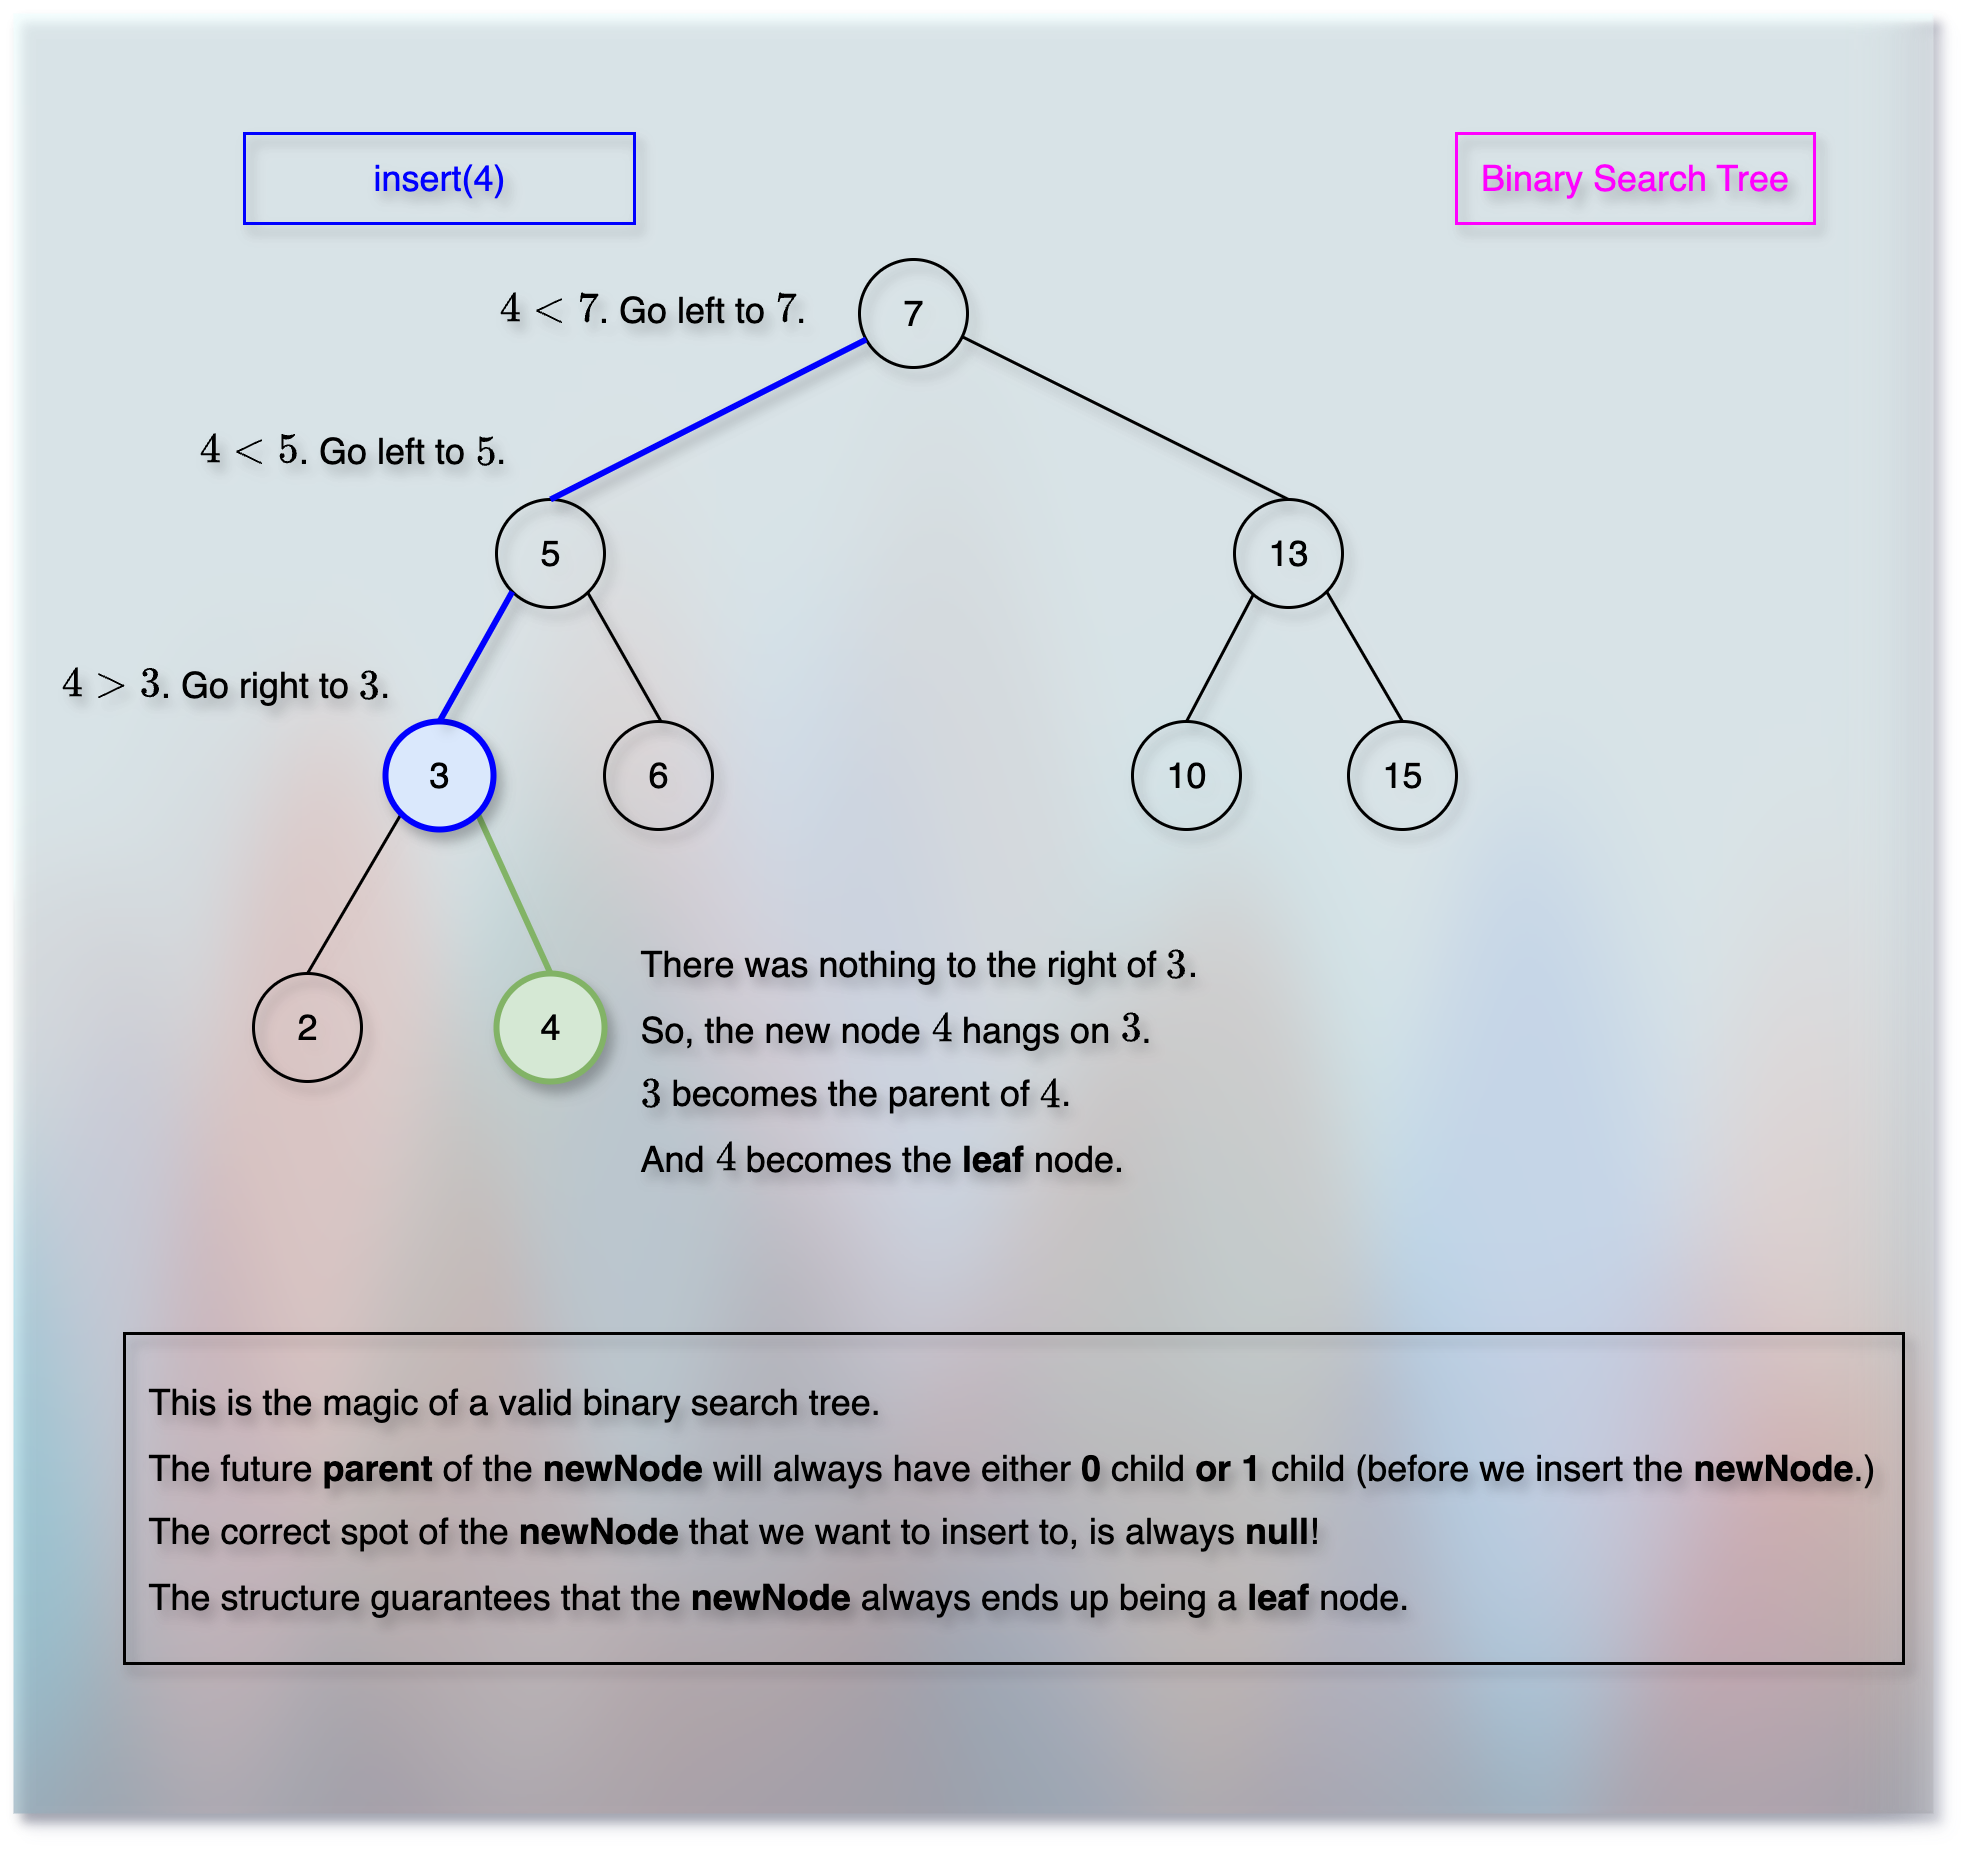 insert(4)
Binary Search Tree
4 < 7. Go left to 7.
7
4 < 5. Go left to 5.
5
13
4 > 3. Go right to 3.
3
6
10
15
2
4
There was nothing to the right of 3.
So, the new node 4 hangs on 3.
3 becomes the parent of 4.
And 4 becomes the leaf node.
This is the magic of a valid binary search tree.
The future parent of the newNode will always have either 0 child or 1 child (before we insert the newNode.)
The correct spot of the newNode that we want to insert to, is always null!
The structure guarantees that the newNode always ends up being a leaf node.